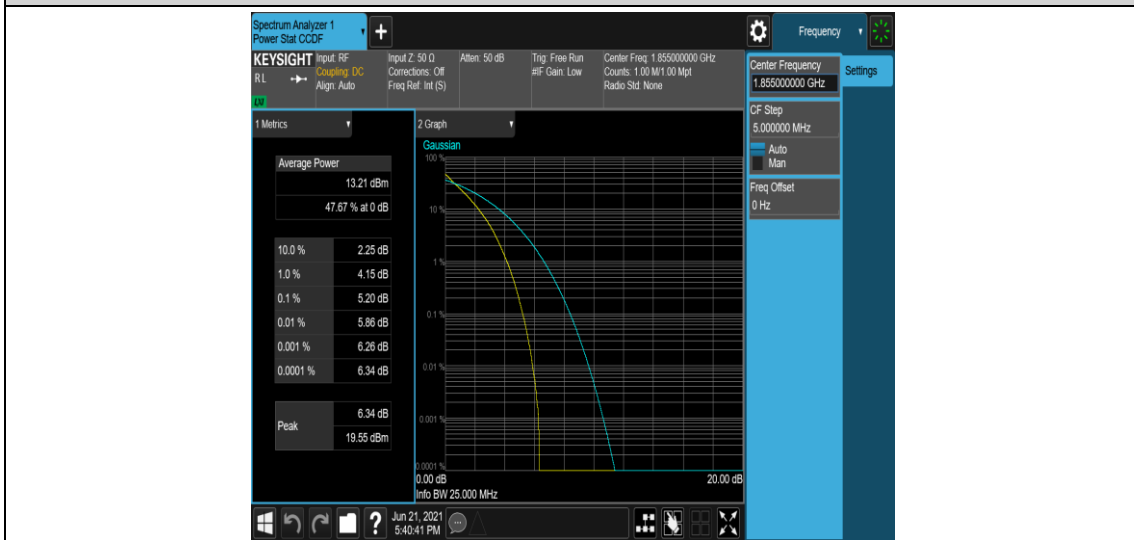 Spectrum Analyzer 1
Power Stat CCDF
+
Frequency
KEYSIGHT
RL
LXI
Input: RF
Coupling: DC
Align: Auto
Input Z: 50 Ω
Corrections: Off
Freq Ref: Int (S)
Atten: 50 dB
Trig: Free Run
#IF Gain: Low
Center Freq: 1.855000000 GHz
Counts: 1.00 M/1.00 Mpt
Radio Std: None
Center Frequency
1.855000000 GHz
Settings
CF Step
5.000000 MHz
Auto
Man
Freq Offset
0 Hz
1 Metrics
Average Power
13.21 dBm
47.67 % at 0 dB
10.0 % 2.25 dB
1.0 % 4.15 dB
0.1 % 5.20 dB
0.01 % 5.86 dB
0.001 % 6.26 dB
0.0001 % 6.34 dB
Peak
6.34 dB
19.55 dBm
2 Graph
Gaussian
100 %
10 %
1 %
0.1 %
0.01 %
0.001 %
0.0001 %
0.00 dB
20.00 dB
Info BW 25.000 MHz
?
Jun 21, 2021
5:40:41 PM